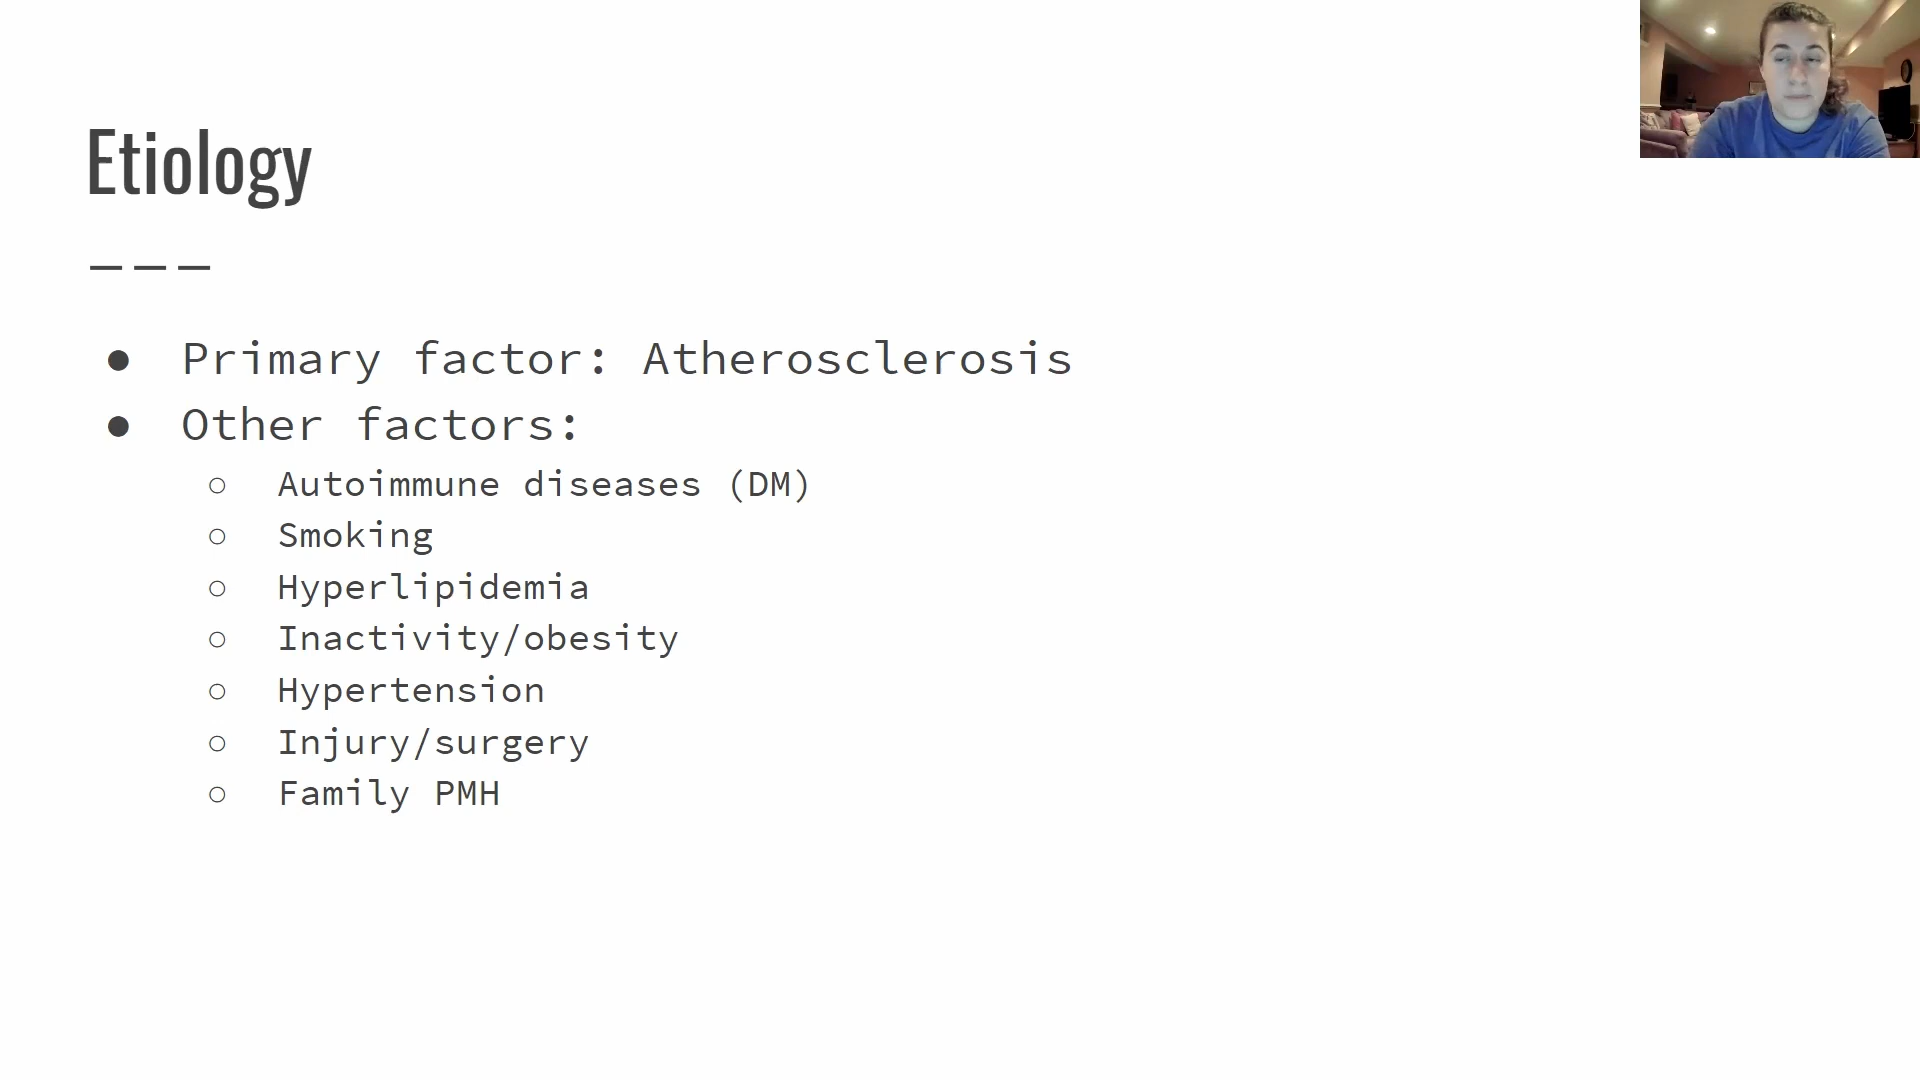 Etiology
● Primary factor: Atherosclerosis
● Other factors:
○ Autoimmune diseases (DM)
○ Smoking
○ Hyperlipidemia
○ Inactivity/obesity
○ Hypertension
○ Injury/surgery
○ Family PMH